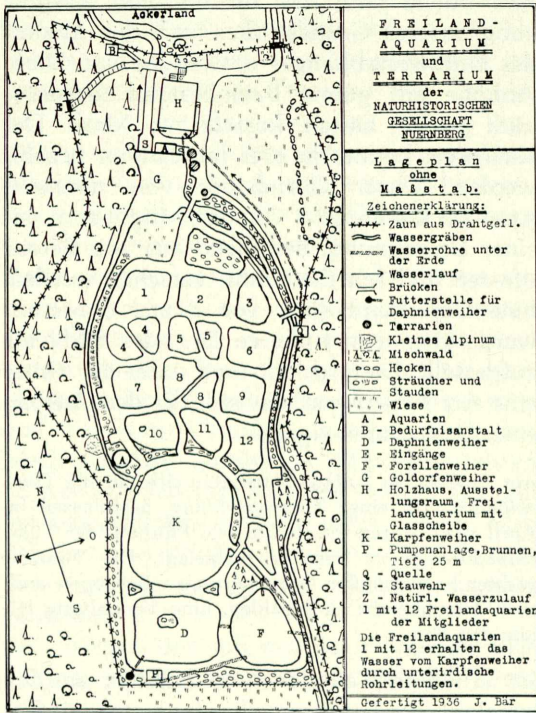 Ackerland
B
Q
E
Z
E
H
S
A
G
1
2
3
4
4
5
5
6
7
8
8
9
10
11
12
A
K
N
O
W
S
D
F
P
FREILAND-
AQUARIUM
und
TERRARIUM
der
NATURHISTORISCHEN
GESELLSCHAFT
NUERNBERG
Lageplan
ohne
Maßstab.
Zeichenerklärung:
Zaun aus Drahtgefl.
Wassergräben
Wasserrohre unter
der Erde
Wasserlauf
Brücken
Futterstelle für
Daphnienweiher
- Terrarien
Kleines Alpinum
Mischwald
Hecken
Sträucher und
Stauden
Wiese
A - Aquarien
B - Bedürfnisanstalt
D - Daphnienweiher
E - Eingänge
F - Forellenweiher
G - Goldorfenweiher
H - Holzhaus, Ausstel-
lungsraum, Frei-
landaquarium mit
Glasscheibe
K - Karpfenweiher
P - Pumpenanlage, Brunnen,
Tiefe 25 m
Q - Quelle
S - Stauwehr
Z - Natürl. Wasserzulauf
1 mit 12 Freilandaquarien
der Mitglieder
Die Freilandaquarien
1 mit 12 erhalten das
Wasser vom Karpfenweiher
durch unterirdische
Rohrleitungen.
Gefertigt 1936 J. Bär